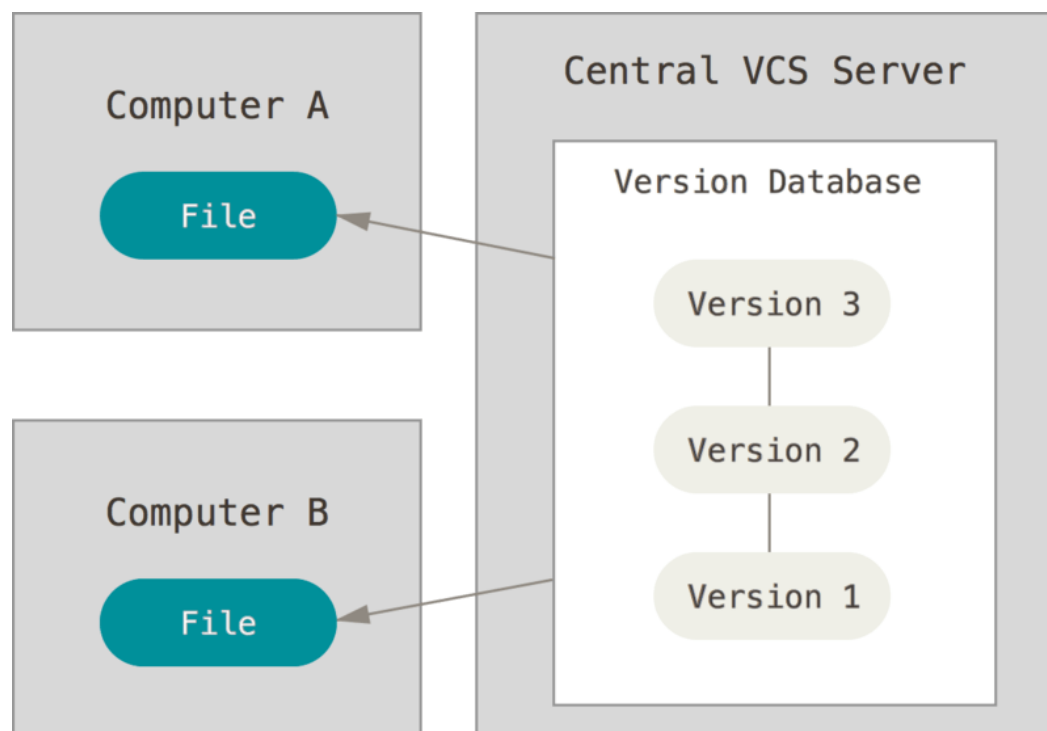 Computer A
File
Computer B
File
Central VCS Server
Version Database
Version 3
Version 2
Version 1